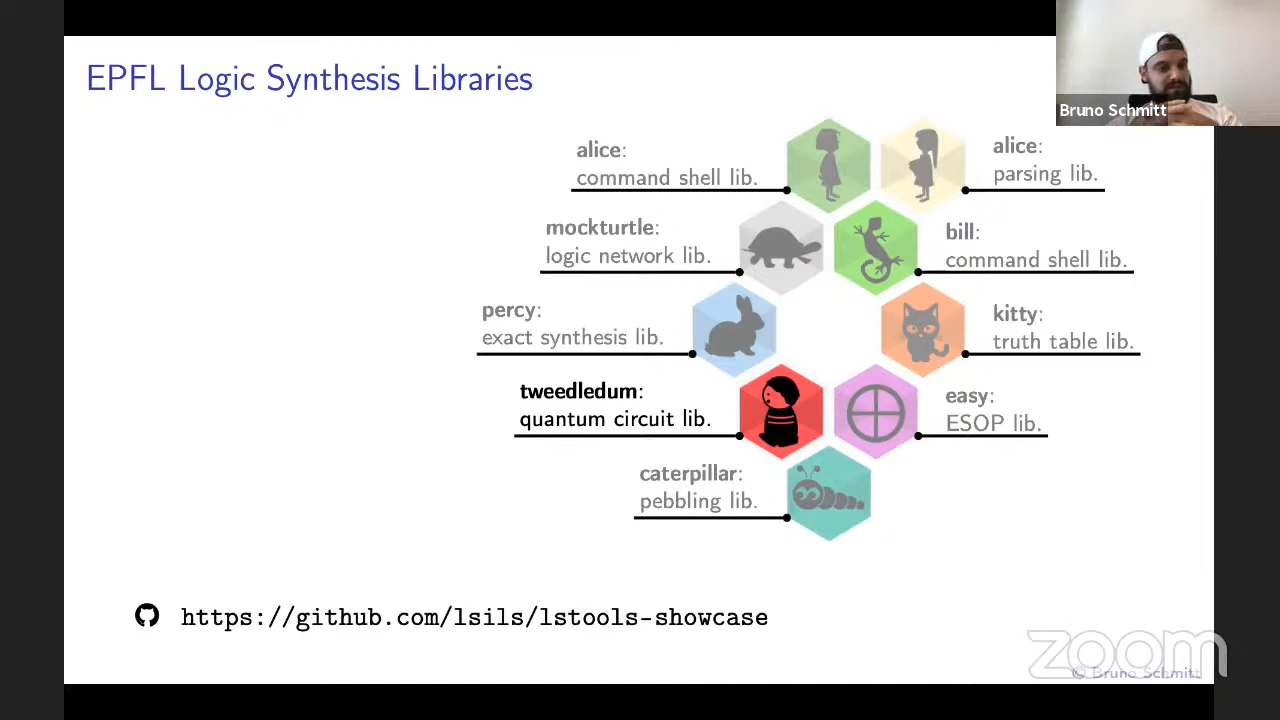 EPFL Logic Synthesis Libraries
Bruno Schmitt
alice:
command shell lib.
alice:
parsing lib.
mockturtle:
logic network lib.
bill:
command shell lib.
percy:
exact synthesis lib.
kitty:
truth table lib.
tweedledum:
quantum circuit lib.
easy:
ESOP lib.
caterpillar:
pebbling lib.
https://github.com/lsils/lstools-showcase
zoom
© Bruno Schmitt